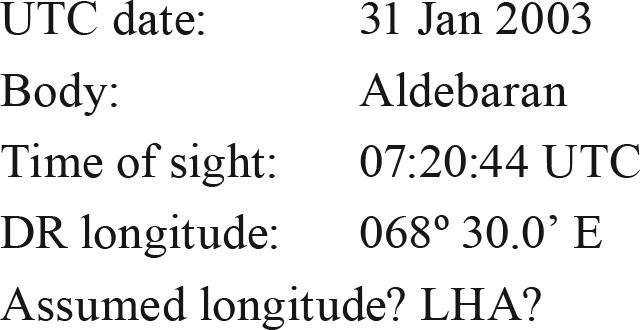 UTC date: 31 Jan 2003
Body: Aldebaran
Time of sight: 07:20:44 UTC
DR longitude: 068º 30.0’ E
Assumed longitude? LHA?